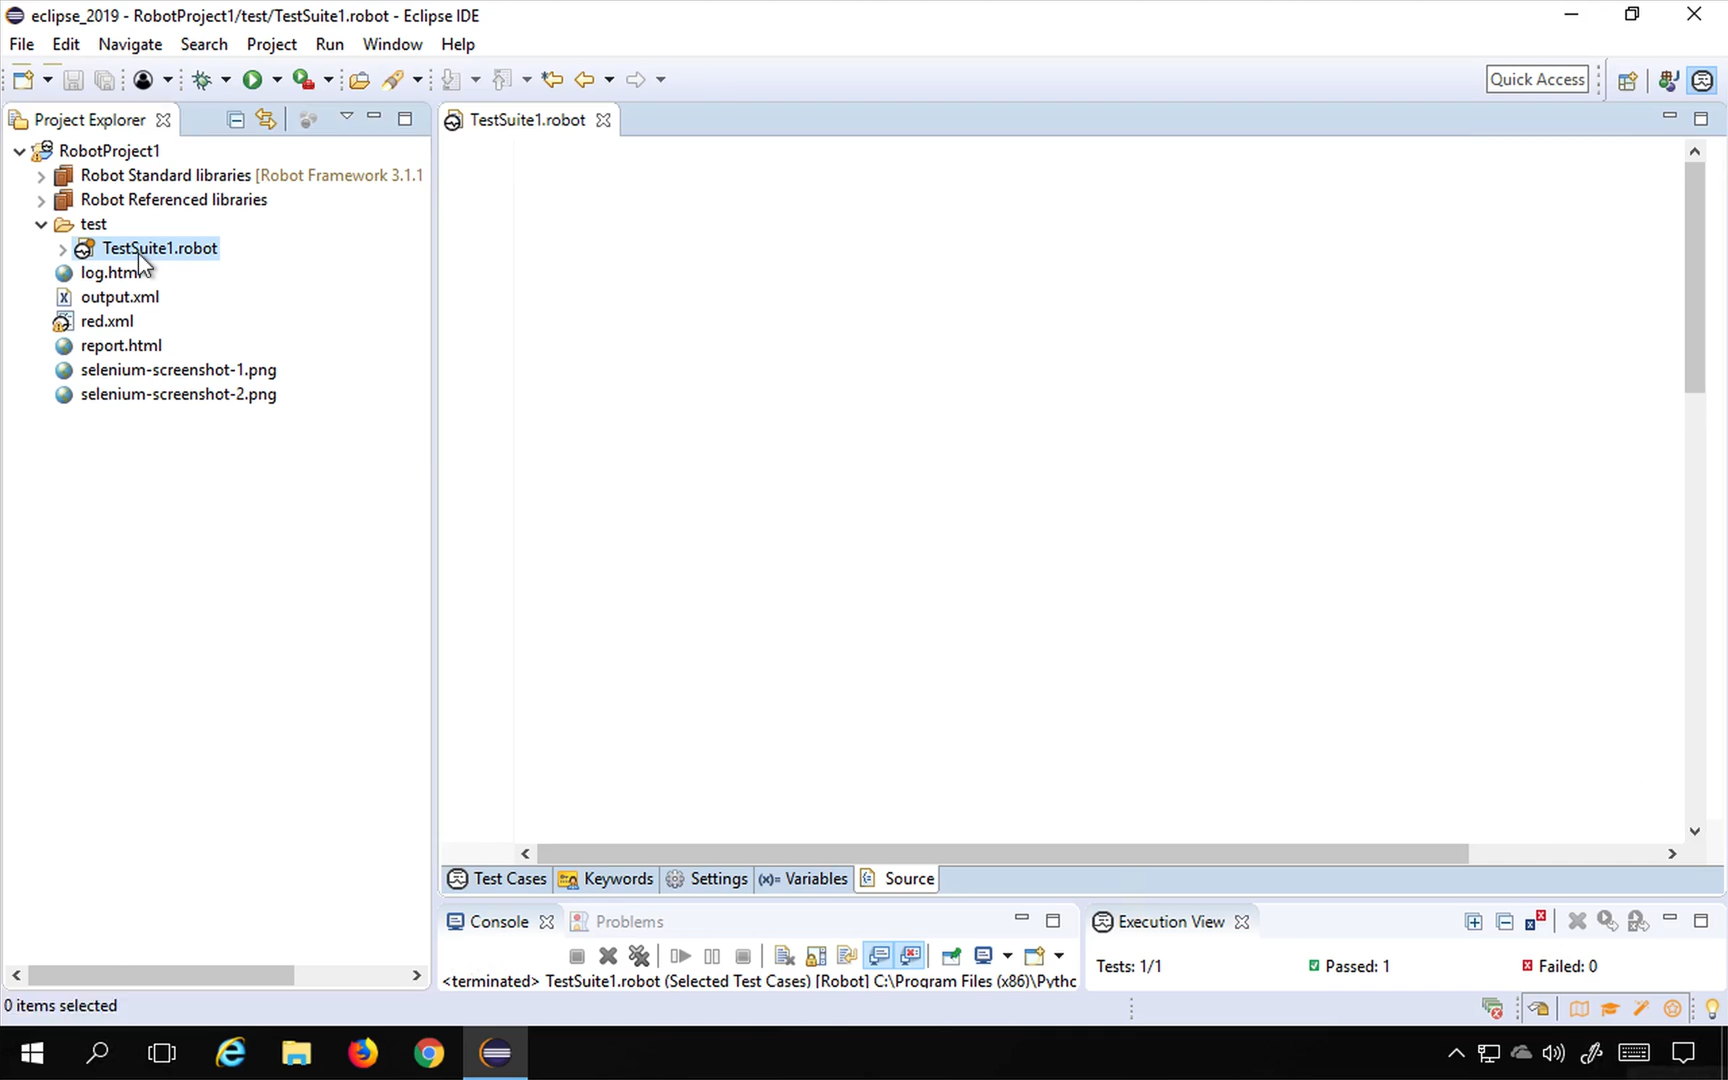 eclipse_2019 - RobotProject1/test/TestSuite1.robot - Eclipse IDE
File Edit Navigate Search Project Run Window Help
Quick Access
Project Explorer
TestSuite1.robot
RobotProject1
Robot Standard libraries [Robot Framework 3.1.1
Robot Referenced libraries
test
TestSuite1.robot
log.htm
output.xml
red.xml
report.html
selenium-screenshot-1.png
selenium-screenshot-2.png
Test Cases Keywords Settings (x)= Variables Source
Console Problems
Execution View
Tests: 1/1 Passed: 1 Failed: 0
<terminated> TestSuite1.robot (Selected Test Cases) [Robot] C:\Program Files (x86)\Pythc
0 items selected